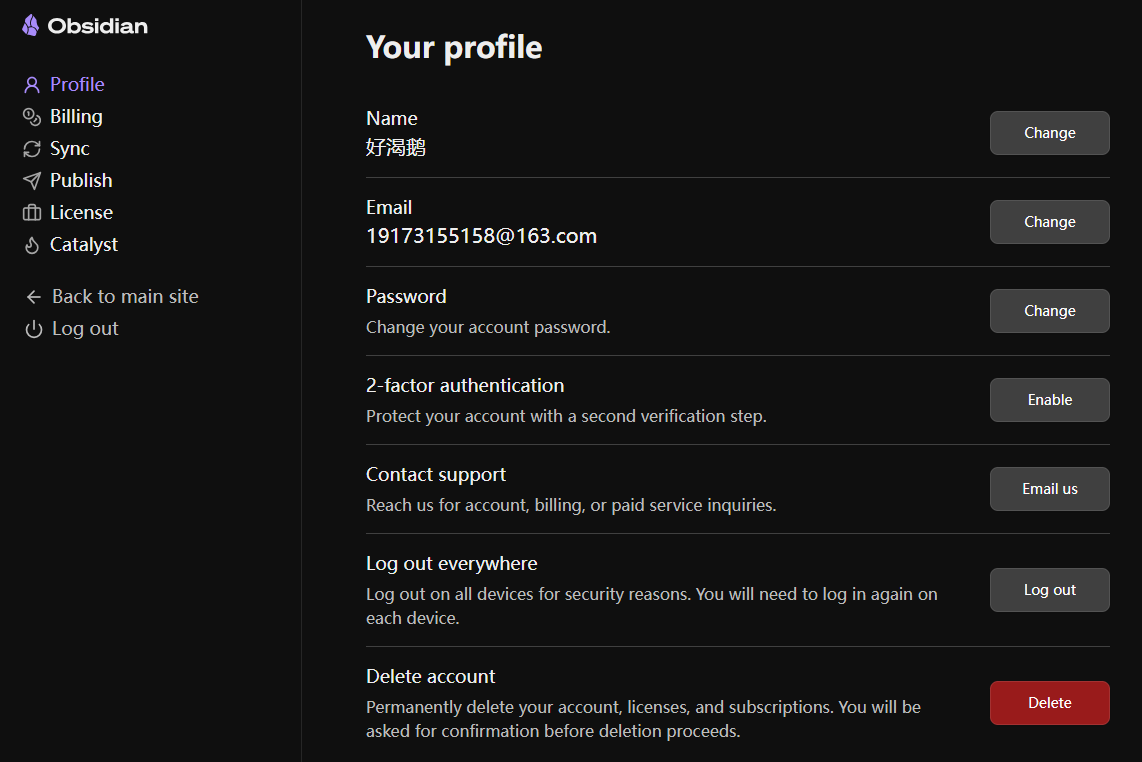 Obsidian
Profile
Billing
Sync
Publish
License
Catalyst
Back to main site
Log out
Your profile
Name
好渴鹅
Change
Email
19173155158@163.com
Change
Password
Change your account password.
Change
2-factor authentication
Protect your account with a second verification step.
Enable
Contact support
Reach us for account, billing, or paid service inquiries.
Email us
Log out everywhere
Log out on all devices for security reasons. You will need to log in again on
each device.
Log out
Delete account
Permanently delete your account, licenses, and subscriptions. You will be
asked for confirmation before deletion proceeds.
Delete